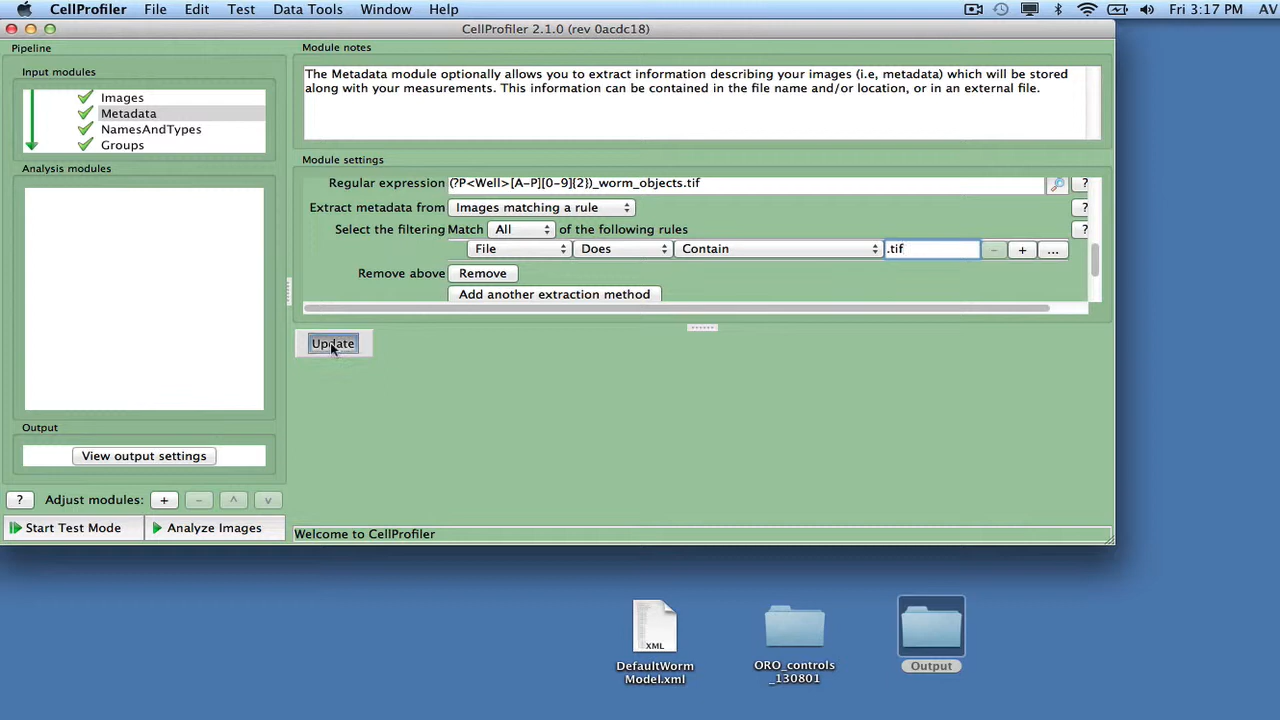 CellProfiler File Edit Test Data Tools Window Help Fri 3:17 PM AV
CellProfiler 2.1.0 (rev 0acdc18)
Pipeline
Input modules
Images
Metadata
NamesAndTypes
Groups
Analysis modules
Output
View output settings
? Adjust modules: + - ^ v
Start Test Mode Analyze Images
Module notes
The Metadata module optionally allows you to extract information describing your images (i.e, metadata) which will be stored
along with your measurements. This information can be contained in the file name and/or location, or in an external file.
Module settings
Regular expression (?P<Well>[A-P][0-9]{2})_worm_objects.tif ?
Extract metadata from Images matching a rule ?
Select the filtering Match All of the following rules ?
File Does Contain .tif - + ...
Remove above Remove
Add another extraction method
Update
Welcome to CellProfiler
XML
DefaultWorm
Model.xml
ORO_controls
_130801
Output